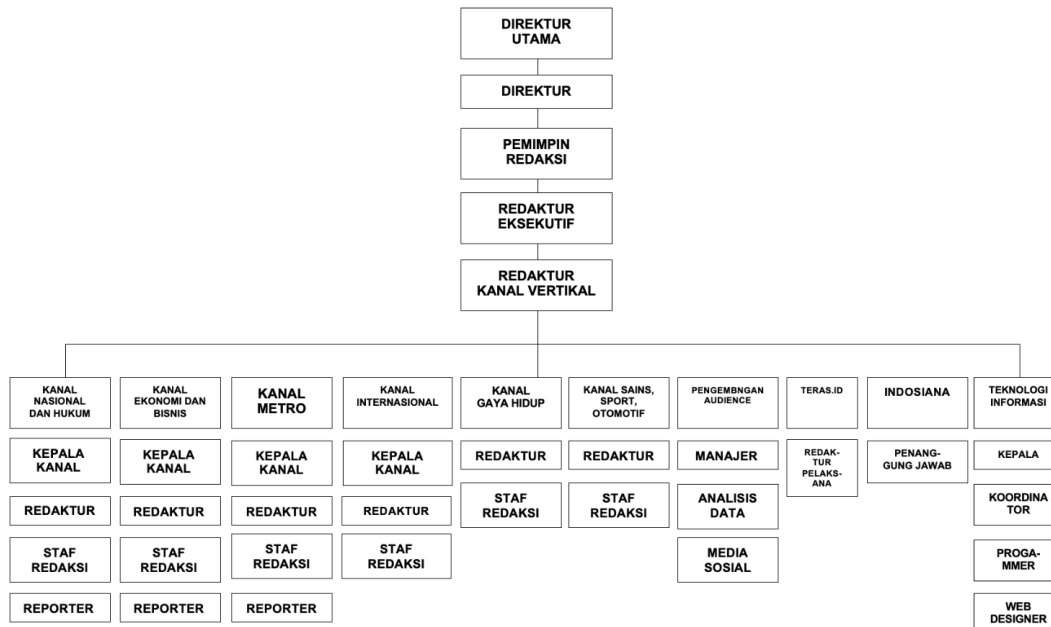 DIREKTUR
UTAMA
DIREKTUR
PEMIMPIN
REDAKSI
REDAKTUR
EKSEKUTIF
REDAKTUR
KANAL VERTIKAL
KANAL
NASIONAL
DAN HUKUM
KEPALA
KANAL
REDAKTUR
STAF
REDAKSI
REPORTER
KANAL
EKONOMI DAN
BISNIS
KEPALA
KANAL
REDAKTUR
STAF
REDAKSI
REPORTER
KANAL
METRO
KEPALA
KANAL
REDAKTUR
STAF
REDAKSI
REPORTER
KANAL
INTERNASIONAL
KEPALA
KANAL
REDAKTUR
STAF
REDAKSI
KANAL
GAYA HIDUP
REDAKTUR
STAF
REDAKSI
KANAL SAINS,
SPORT,
OTOMOTIF
REDAKTUR
STAF
REDAKSI
PENGEMBNGAN
AUDIENCE
MANAJER
ANALISIS
DATA
MEDIA
SOSIAL
TERAS.ID
REDAK-
TUR
PELAKS-
ANA
INDOSIANA
PENANG-
GUNG JAWAB
TEKNOLOGI
INFORMASI
KEPALA
KOORDINA
TOR
PROGA-
MMER
WEB
DESIGNER